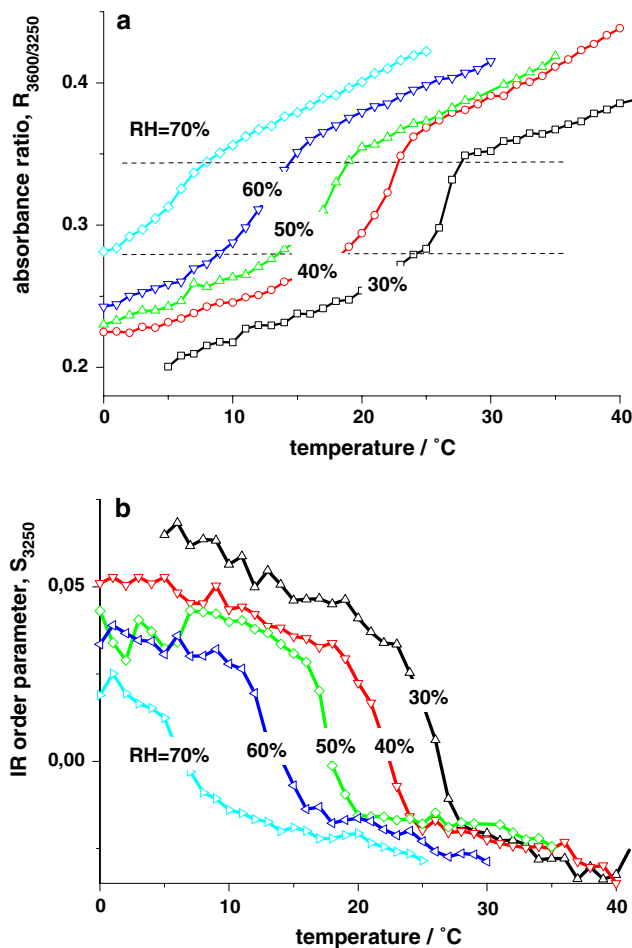 a
absorbance ratio, R3600/3250
0.4
0.3
0.2
RH=70%
60%
50%
40%
30%
0 10 20 30 40
temperature / ˚C
b
IR order parameter, S3250
0,05
0,00
RH=70%
60%
50%
40%
30%
0 10 20 30 40
temperature / ˚C